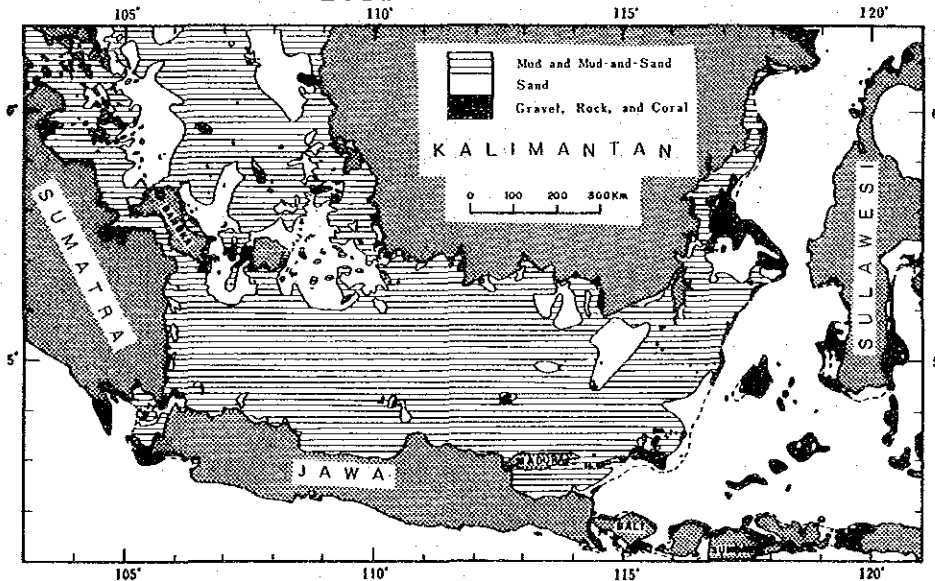 105° 110° 115° 120°
Mud and Mud-and-Sand
Sand
Gravel, Rock, and Coral
KALIMANTAN
0 100 200 300Km
SUMATRA
BANGKA
SULAWESI
5°
JAWA
MADURA
BALI
105° 110° 115° 120°